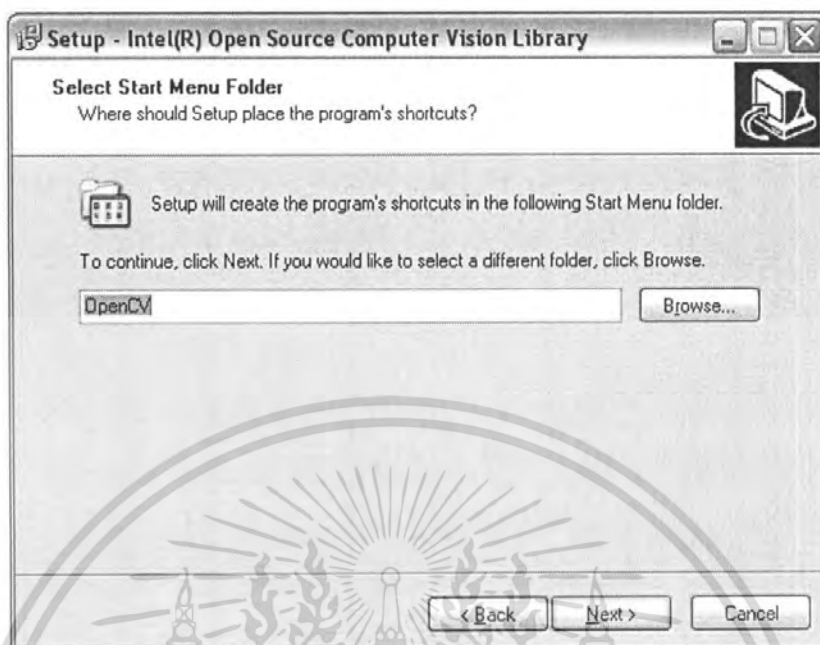 Setup - Intel(R) Open Source Computer Vision Library
Select Start Menu Folder
Where should Setup place the program's shortcuts?
Setup will create the program's shortcuts in the following Start Menu folder.
To continue, click Next. If you would like to select a different folder, click Browse.
OpenCV
Browse...
< Back
Next >
Cancel